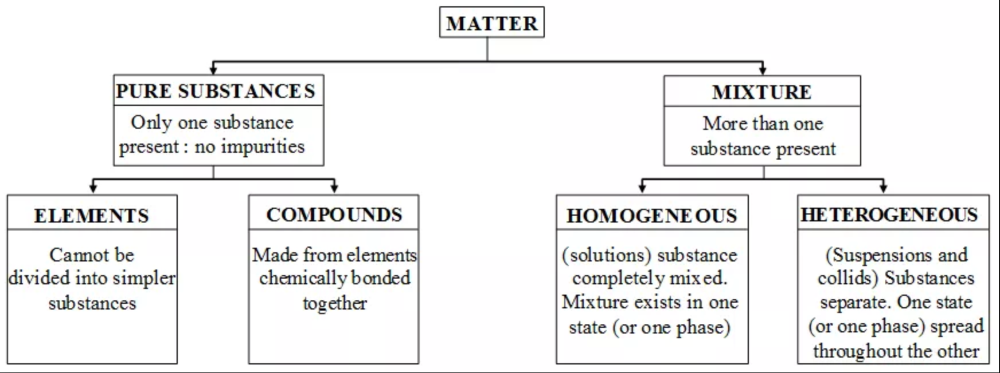 MATTER
PURE SUBSTANCES
Only one substance
present : no impurities
MIXTURE
More than one
substance present
ELEMENTS
Cannot be
divided into simpler
substances
COMPOUNDS
Made from elements
chemically bonded
together
HOMOGENEOUS
(solutions) substance
completely mixed.
Mixture exists in one
state (or one phase)
HETEROGENEOUS
(Suspensions and
collids) Substances
separate. One state
(or one phase) spread
throughout the other